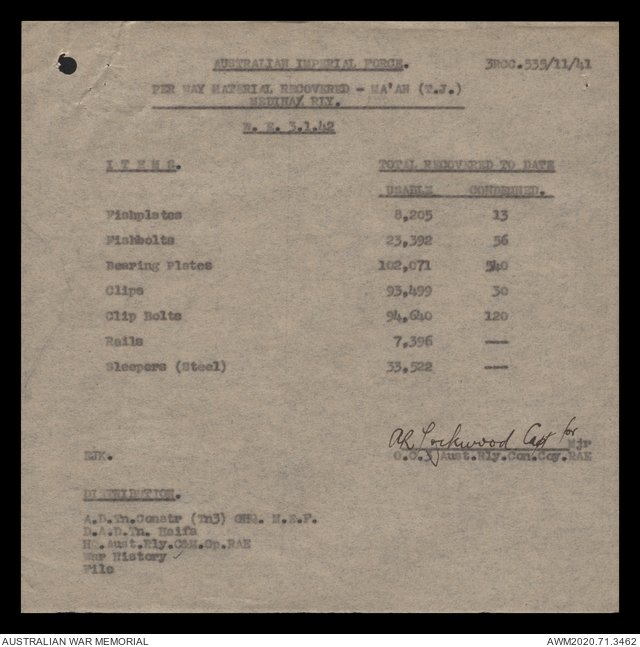 AUSTRALIAN IMPERIAL FORCE. 3RCC.535/11/41
PER WAY MATERIAL RECOVERED - MA'AN (T.J.)
MEDINA RLY.
W. E. 3.1.42
I T E M S. TOTAL RECOVERED TO DATE
USABLE CONDEMNED.
Fishplates 8,205 13
Fishbolts 23,392 56
Bearing Plates 102,071 540
Clips 93,499 30
Clip Bolts 94,640 120
Rails 7,396 ---
Sleepers (Steel) 33,522 ---
AR Lockwood Capt for Mjr
EJK. O.C.3 Aust.Rly.Con.Coy.RAE
DISTRIBUTION.
A.D.Tn.Constr (Tn3) GHQ. M.E.F.
D.A.D.Tn. Haifa
HQ.Aust.Rly.C&M.Gp.RAE
War History
File
AUSTRALIAN WAR MEMORIAL AWM2020.71.3462